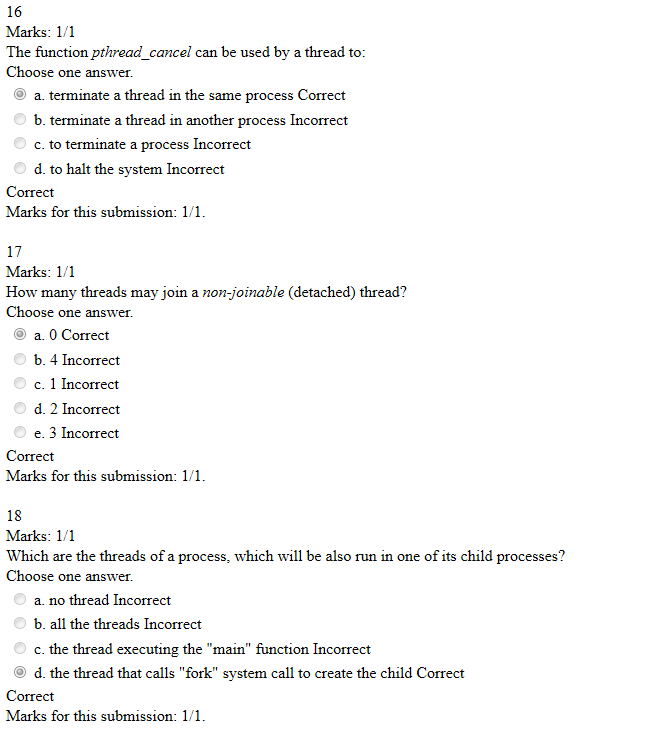 16
Marks: 1/1
The function pthread_cancel can be used by a thread to:
Choose one answer.
a. terminate a thread in the same process Correct
b. terminate a thread in another process Incorrect
c. to terminate a process Incorrect
d. to halt the system Incorrect
Correct
Marks for this submission: 1/1.
17
Marks: 1/1
How many threads may join a non-joinable (detached) thread?
Choose one answer.
a. 0 Correct
b. 4 Incorrect
c. 1 Incorrect
d. 2 Incorrect
e. 3 Incorrect
Correct
Marks for this submission: 1/1.
18
Marks: 1/1
Which are the threads of a process, which will be also run in one of its child processes?
Choose one answer.
a. no thread Incorrect
b. all the threads Incorrect
c. the thread executing the "main" function Incorrect
d. the thread that calls "fork" system call to create the child Correct
Correct
Marks for this submission: 1/1.